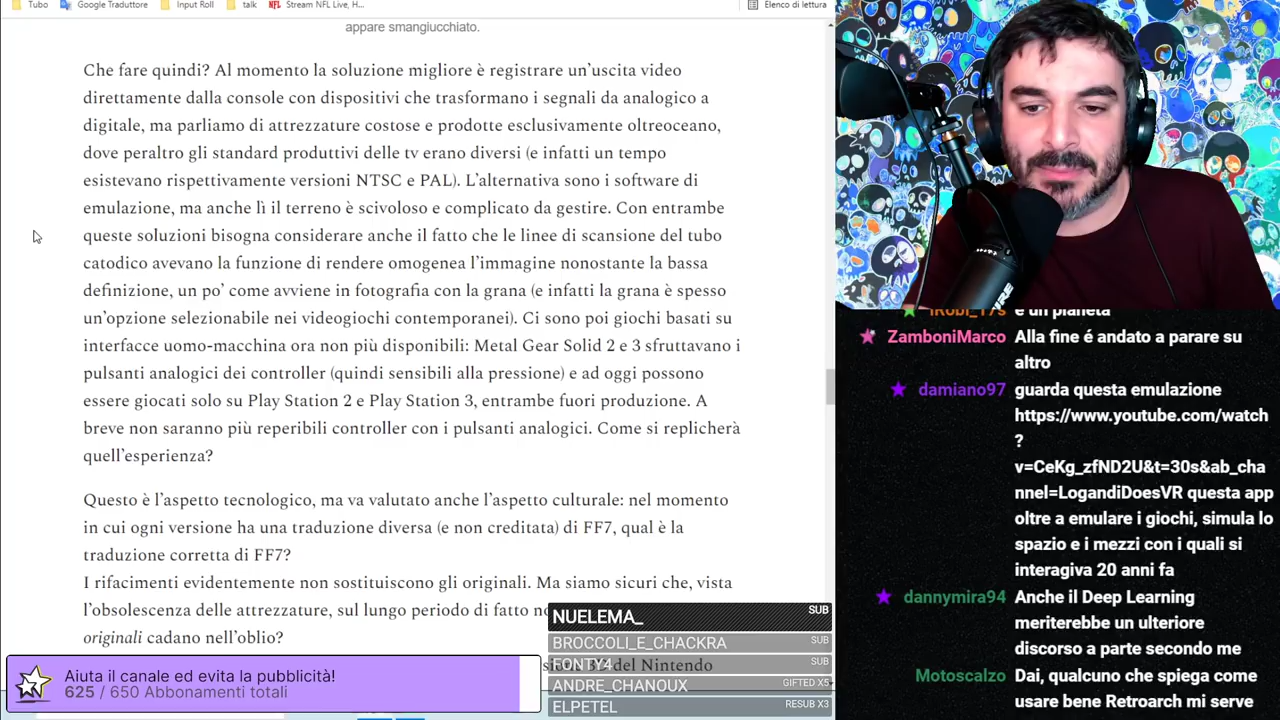 Tubo
Google Traduttore
Input Roll
talk
Stream NFL Live, H...
Elenco di lettura
appare smangiucchiato.
Che fare quindi? Al momento la soluzione migliore è registrare un'uscita video
direttamente dalla console con dispositivi che trasformano i segnali da analogico a
digitale, ma parliamo di attrezzature costose e prodotte esclusivamente oltreoceano,
dove peraltro gli standard produttivi delle tv erano diversi (e infatti un tempo
esistevano rispettivamente versioni NTSC e PAL). L'alternativa sono i software di
emulazione, ma anche lì il terreno è scivoloso e complicato da gestire. Con entrambe
queste soluzioni bisogna considerare anche il fatto che le linee di scansione del tubo
catodico avevano la funzione di rendere omogenea l'immagine nonostante la bassa
definizione, un po' come avviene in fotografia con la grana (e infatti la grana è spesso
un'opzione selezionabile nei videogiochi contemporanei). Ci sono poi giochi basati su
interfacce uomo-macchina ora non più disponibili: Metal Gear Solid 2 e 3 sfruttavano i
pulsanti analogici dei controller (quindi sensibili alla pressione) e ad oggi possono
essere giocati solo su Play Station 2 e Play Station 3, entrambe fuori produzione. A
breve non saranno più reperibili controller con i pulsanti analogici. Come si replicherà
quell'esperienza?
Questo è l'aspetto tecnologico, ma va valutato anche l'aspetto culturale: nel momento
in cui ogni versione ha una traduzione diversa (e non creditata) di FF7, qual è la
traduzione corretta di FF7?
I rifacimenti evidentemente non sostituiscono gli originali. Ma siamo sicuri che, vista
l'obsolescenza delle attrezzature, sul lungo periodo di fatto
originali cadano nell'oblio?
del Nintendo
Aiuta il canale ed evita la pubblicità!
625 / 650 Abbonamenti totali
NUELEMA_ SUB
BROCCOLI_E_CHACKRA SUB
FONTY4 SUB
ANDRE_CHANOUX GIFTED X5
ELPETEL RESUB X3
è un pianeta
ZamboniMarco Alla fine é andato a parare su
altro
damiano97 guarda questa emulazione
https://www.youtube.com/watch
?
v=CeKg_zfND2U&t=30s&ab_cha
nnel=LogandiDoesVR questa app
oltre a emulare i giochi, simula lo
spazio e i mezzi con i quali si
interagiva 20 anni fa
dannymira94 Anche il Deep Learning
meriterebbe un ulteriore
discorso a parte secondo me
Motoscalzo Dai, qualcuno che spiega come
usare bene Retroarch mi serve